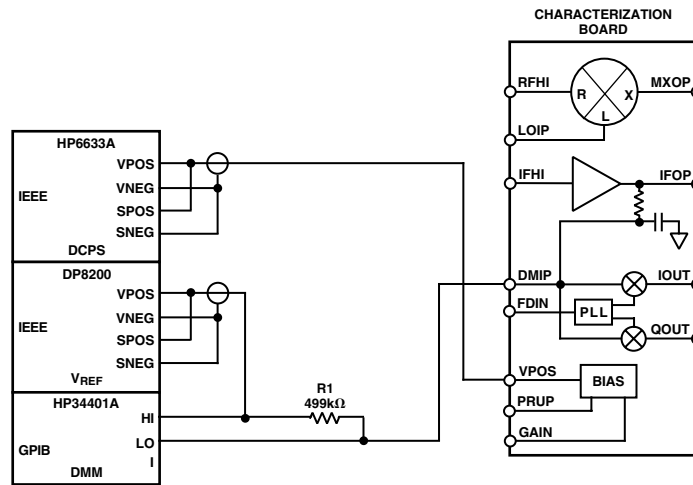 CHARACTERIZATION
BOARD
HP6633A
VPOS
VNEG
SPOS
SNEG
IEEE
DCPS
DP8200
VPOS
VNEG
SPOS
SNEG
IEEE
VREF
HP34401A
HI
LO
I
GPIB
DMM
R1
499kΩ
RFHI
R
X
L
MXOP
LOIP
IFHI
IFOP
DMIP
IOUT
FDIN
PLL
QOUT
VPOS
BIAS
PRUP
GAIN